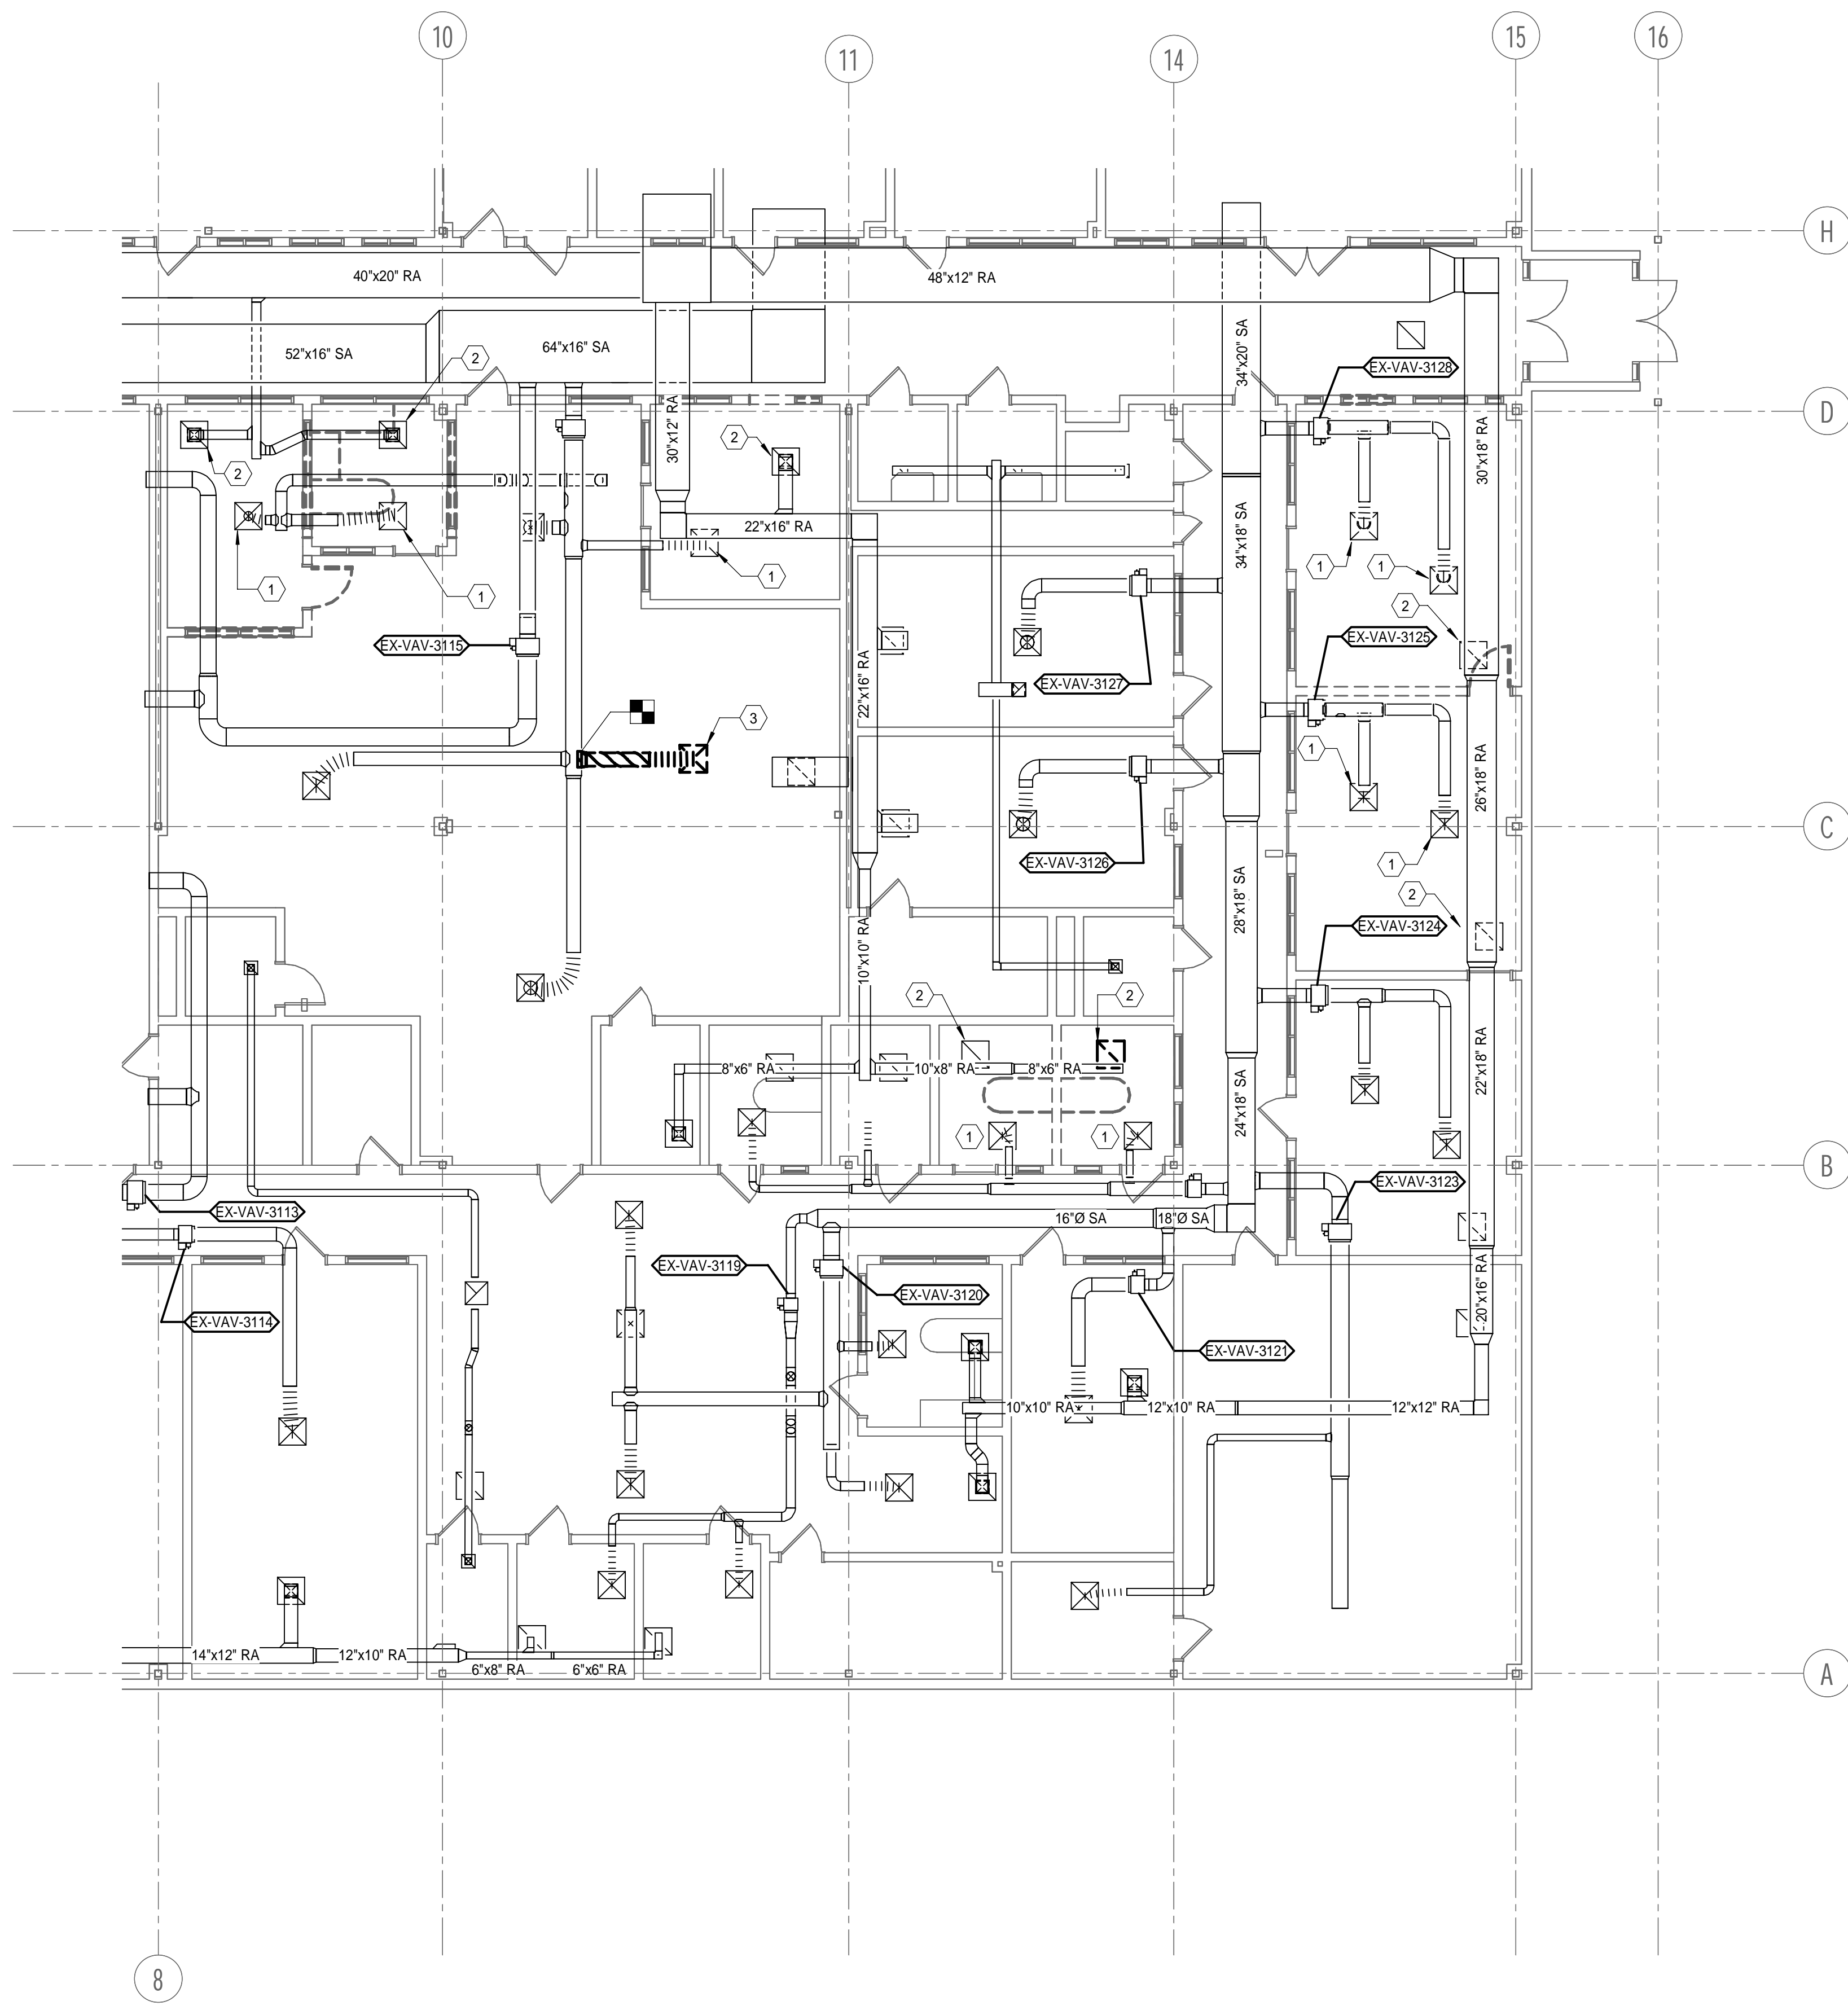 10
11
14
15
16
H
40"x20" RA
48"x12" RA
52"x16" SA
64"x16" SA
2
34"x20" SA
EX-VAV-3128
D
30"x12" RA
30"x18" RA
2
2
22"x16" RA
34"x18" SA
1
1
1
1
1
2
EX-VAV-3115
EX-VAV-3125
22"x16" RA
EX-VAV-3127
3
1
26"x18" RA
C
EX-VAV-3126
1
28"x18" SA
2
EX-VAV-3124
10"x10" RA
2
2
8"x6" RA
10"x8" RA
8"x6" RA
22"x18" RA
24"x18" SA
1
1
B
EX-VAV-3123
EX-VAV-3113
16"Ø SA
18"Ø SA
EX-VAV-3119
EX-VAV-3120
20"x16" RA
EX-VAV-3114
EX-VAV-3121
10"x10" RA
12"x10" RA
12"x12" RA
14"x12" RA
12"x10" RA
6"x8" RA
6"x6" RA
A
8